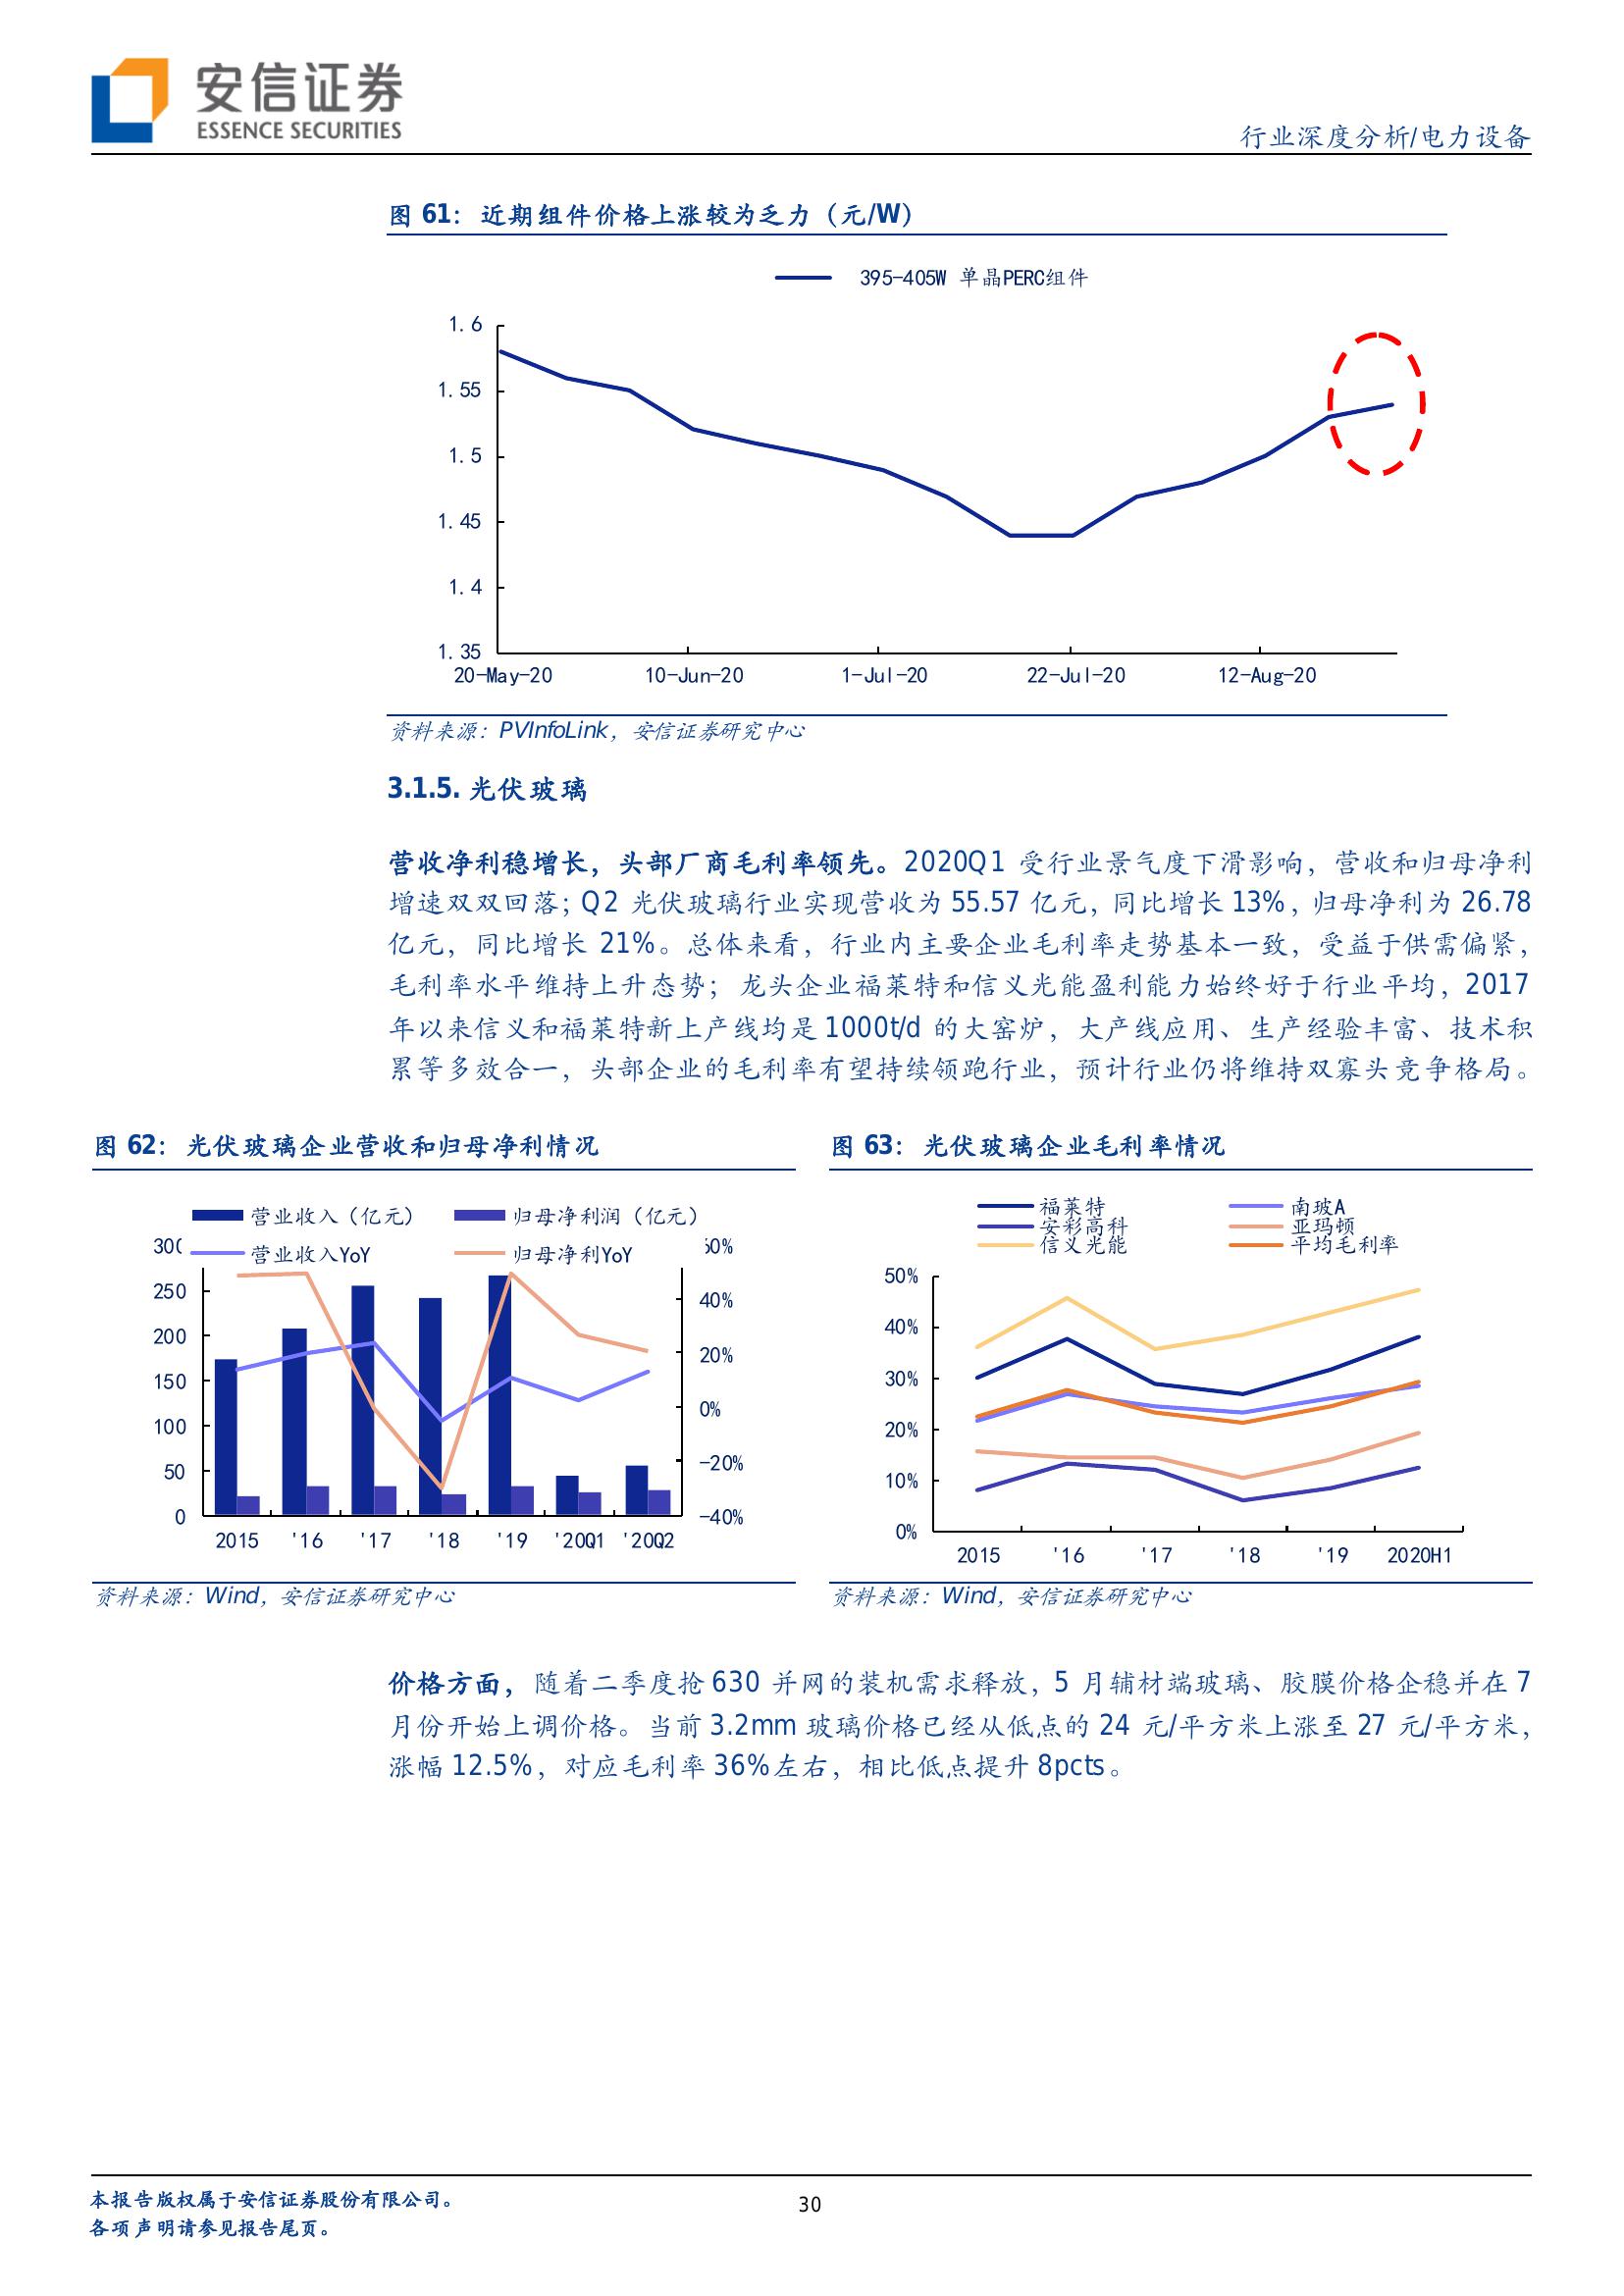 安信证券
ESSENCE SECURITIES
行业深度分析/电力设备
图 61：近期组件价格上涨较为乏力（元/W）
395-405W 单晶PERC组件
1.6
1.55
1.5
1.45
1.4
1.35
20-May-20 10-Jun-20 1-Jul-20 22-Jul-20 12-Aug-20
资料来源：PVInfoLink，安信证券研究中心
3.1.5. 光伏玻璃
营收净利稳增长，头部厂商毛利率领先。2020Q1 受行业景气度下滑影响，营收和归母净利
增速双双回落；Q2 光伏玻璃行业实现营收为 55.57 亿元，同比增长 13%，归母净利为 26.78
亿元，同比增长 21%。总体来看，行业内主要企业毛利率走势基本一致，受益于供需偏紧，
毛利率水平维持上升态势；龙头企业福莱特和信义光能盈利能力始终好于行业平均，2017
年以来信义和福莱特新上产线均是 1000t/d 的大窑炉，大产线应用、生产经验丰富、技术积
累等多效合一，头部企业的毛利率有望持续领跑行业，预计行业仍将维持双寡头竞争格局。
图 62：光伏玻璃企业营收和归母净利情况
营业收入（亿元） 归母净利润（亿元）
营业收入YoY 归母净利YoY
300
250
200
150
100
50
0
60%
40%
20%
0%
-20%
-40%
2015 '16 '17 '18 '19 '20Q1 '20Q2
资料来源：Wind，安信证券研究中心
图 63：光伏玻璃企业毛利率情况
福莱特 南玻A
安彩高科 亚玛顿
信义光能 平均毛利率
50%
40%
30%
20%
10%
0%
2015 '16 '17 '18 '19 2020H1
资料来源：Wind，安信证券研究中心
价格方面，随着二季度抢 630 并网的装机需求释放，5 月辅材端玻璃、胶膜价格企稳并在 7
月份开始上调价格。当前 3.2mm 玻璃价格已经从低点的 24 元/平方米上涨至 27 元/平方米，
涨幅 12.5%，对应毛利率 36%左右，相比低点提升 8pcts。
本报告版权属于安信证券股份有限公司。
各项声明请参见报告尾页。
30